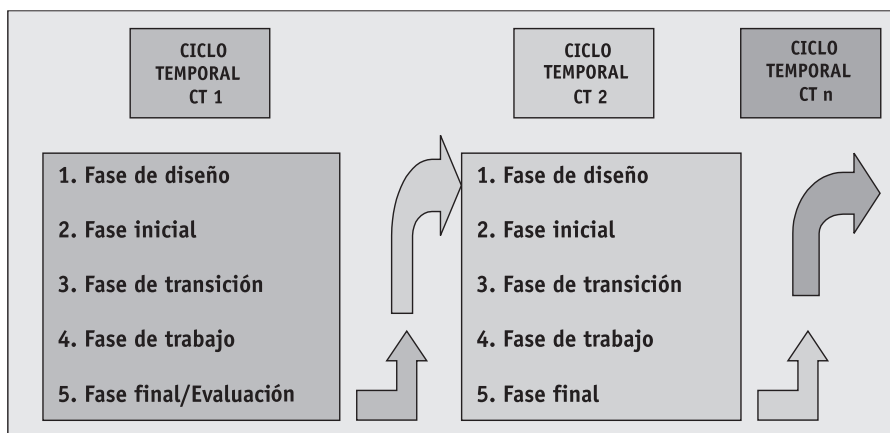 CICLO
TEMPORAL
CT 1
CICLO
TEMPORAL
CT 2
CICLO
TEMPORAL
CT n
1. Fase de diseño
2. Fase inicial
3. Fase de transición
4. Fase de trabajo
5. Fase final/Evaluación
1. Fase de diseño
2. Fase inicial
3. Fase de transición
4. Fase de trabajo
5. Fase final